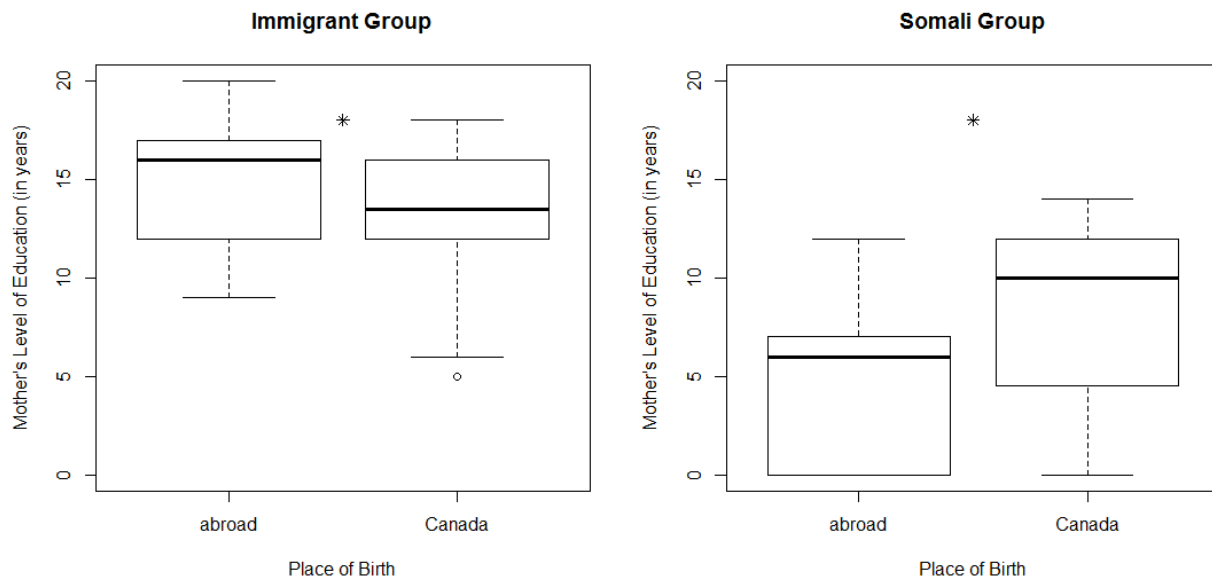 Immigrant Group
Mother's Level of Education (in years)
20
15
10
5
0
*
abroad
Canada
Place of Birth
Somali Group
Mother's Level of Education (in years)
20
15
10
5
0
*
abroad
Canada
Place of Birth